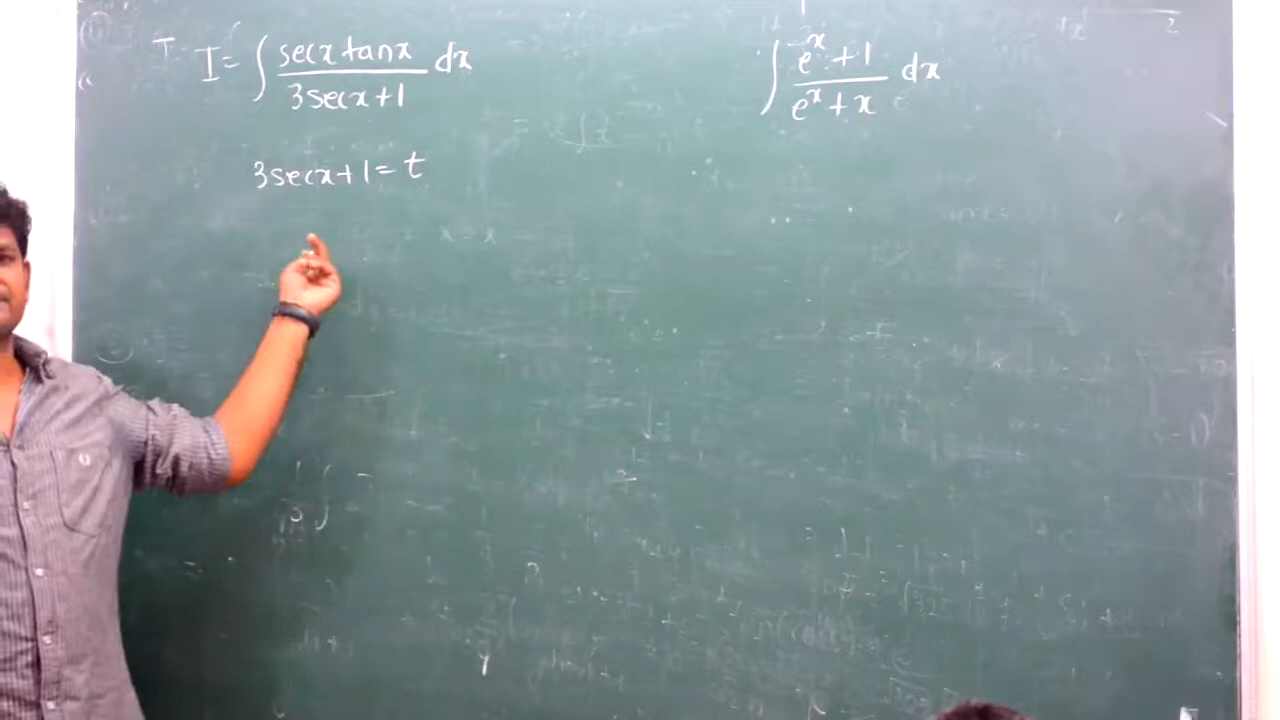 I = ∫ secx tanx / 3secx+1 dx
3secx+1 = t
∫ e^x + 1 / e^x + x dx